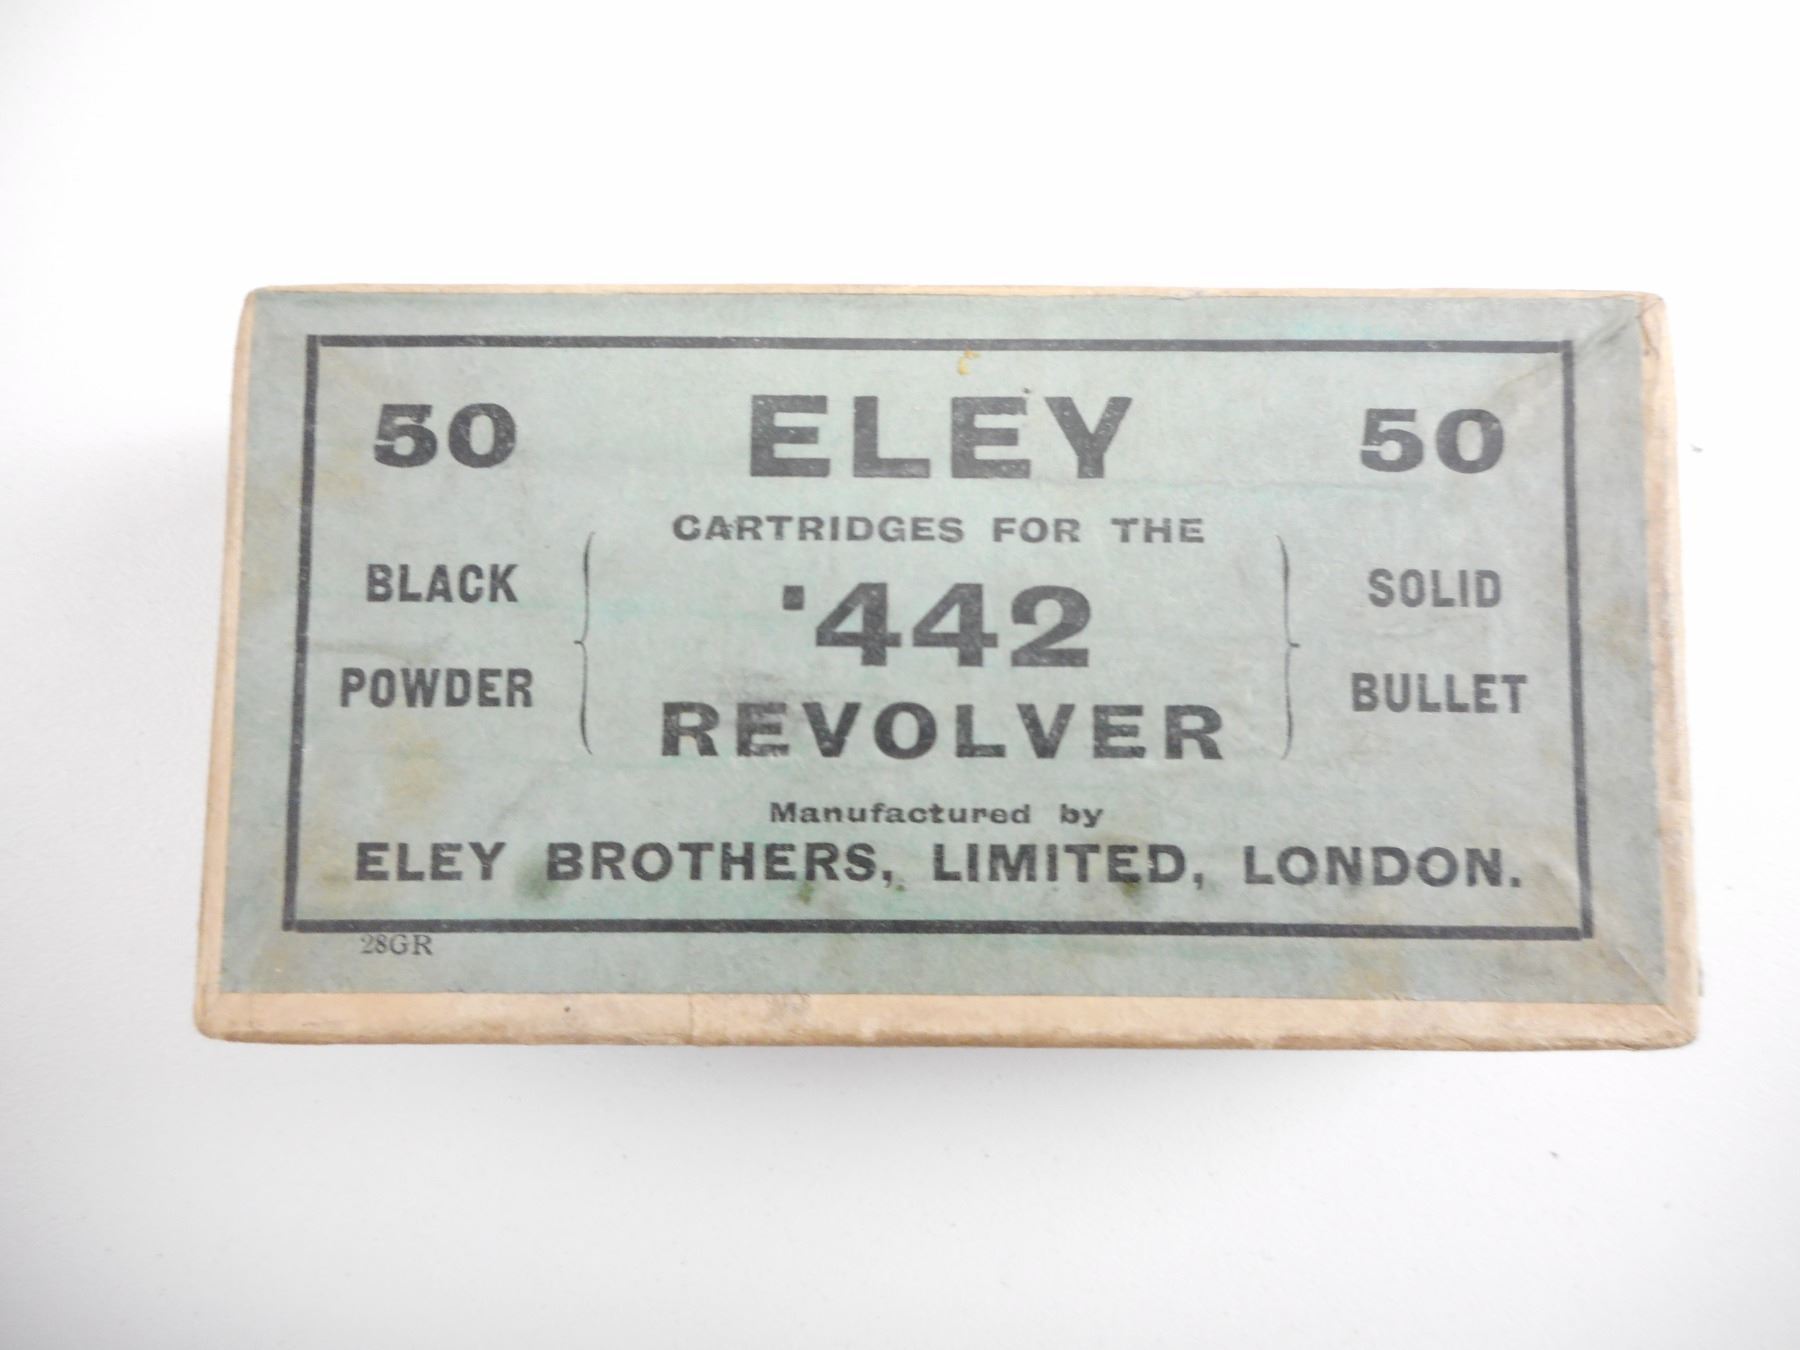 50 ELEY 50
CARTRIDGES FOR THE
BLACK '442 SOLID
POWDER REVOLVER BULLET
Manufactured by
ELEY BROTHERS, LIMITED, LONDON.
28GR